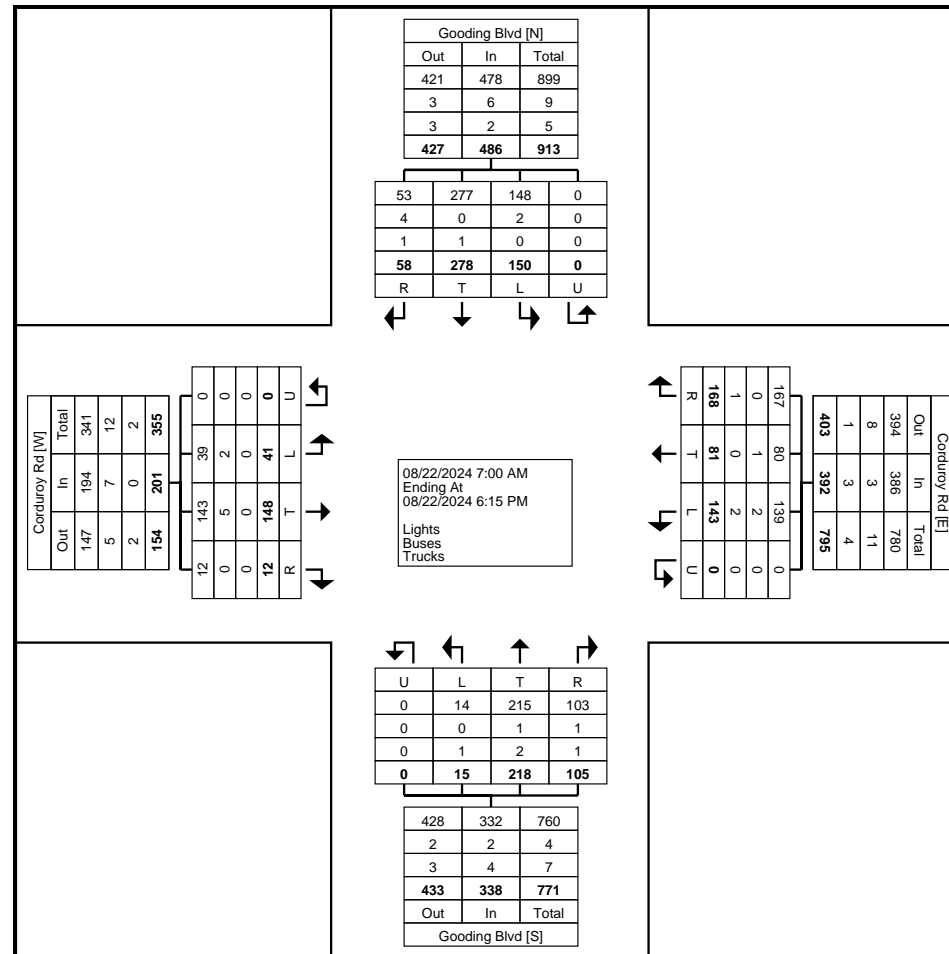 Gooding Blvd [N]
Out In Total
421 478 899
3 6 9
3 2 5
427 486 913
53 277 148 0
4 0 2 0
1 1 0 0
58 278 150 0
R T L U
Corduroy Rd [W]
Total In Out
341 194 147
12 7 5
2 0 2
355 201 154
0 39 143 12
0 2 5 0
0 0 0 0
0 41 148 12
U L T R
08/22/2024 7:00 AM
Ending At
08/22/2024 6:15 PM
Lights
Buses
Trucks
R T L U
168 81 143 0
1 0 2 0
0 1 2 0
167 80 139 0
403 392 795
1 3 4
8 3 11
394 386 780
Out In Total
Corduroy Rd [E]
U L T R
0 14 215 103
0 0 1 1
0 1 2 1
0 15 218 105
428 332 760
2 2 4
3 4 7
433 338 771
Out In Total
Gooding Blvd [S]